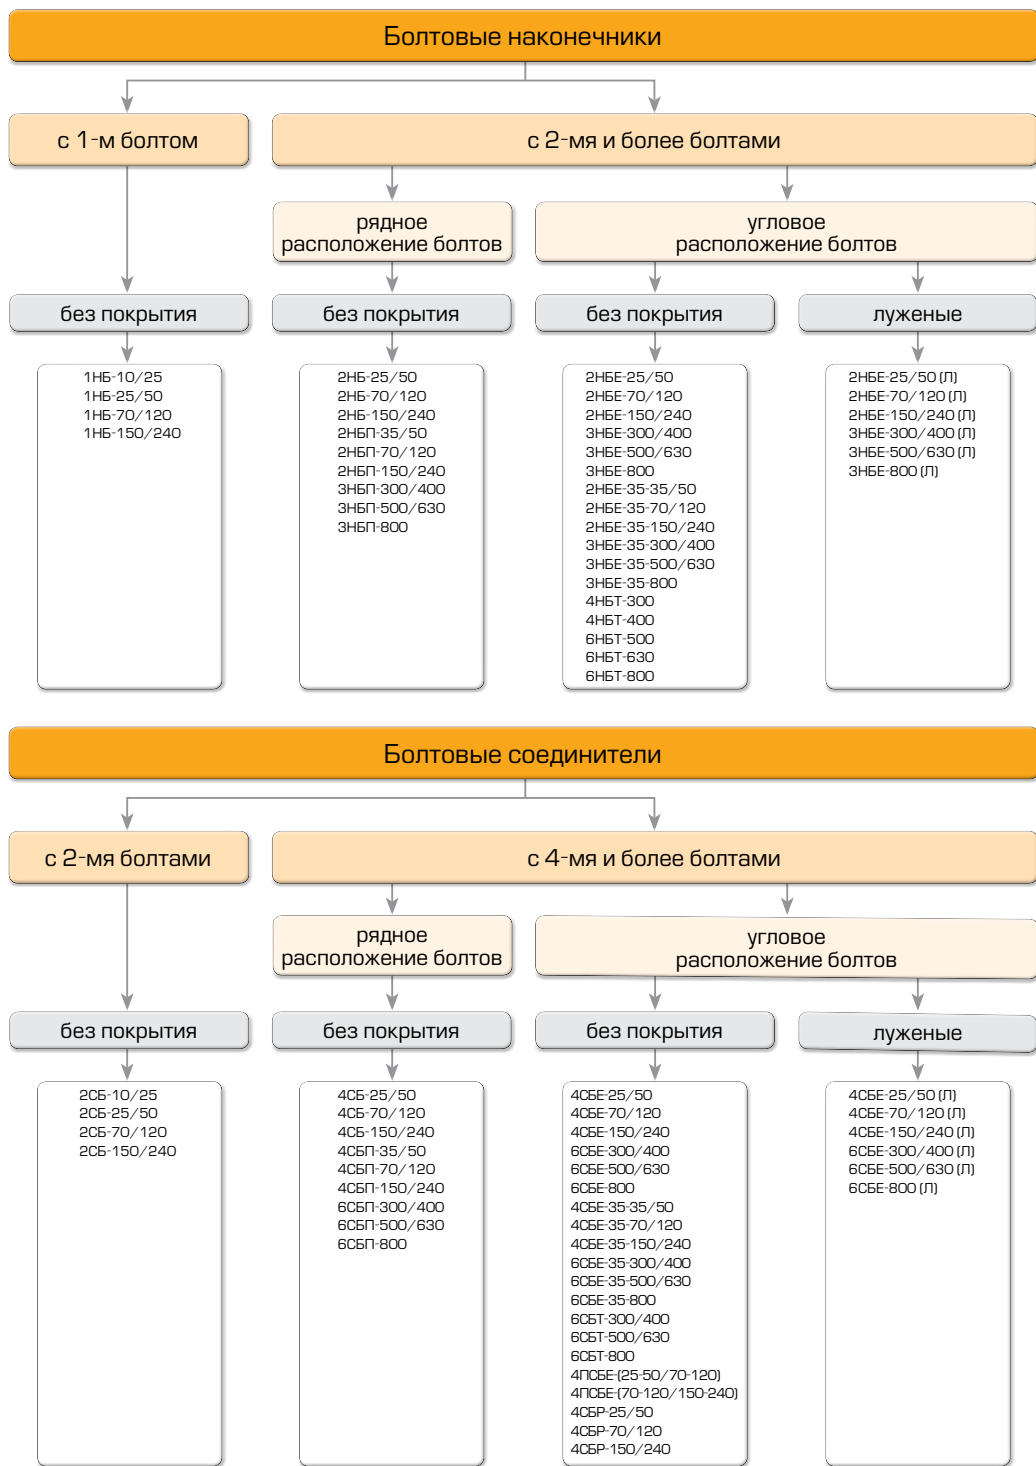 Болтовые наконечники
с 1-м болтом
с 2-мя и более болтами
рядное
расположение болтов
угловое
расположение болтов
без покрытия
без покрытия
без покрытия
луженые
1НБ-10/25
1НБ-25/50
1НБ-70/120
1НБ-150/240
2НБ-25/50
2НБ-70/120
2НБ-150/240
2НБП-35/50
2НБП-70/120
2НБП-150/240
3НБП-300/400
3НБП-500/630
3НБП-800
2НБЕ-25/50
2НБЕ-70/120
2НБЕ-150/240
3НБЕ-300/400
3НБЕ-500/630
3НБЕ-800
2НБЕ-35-35/50
2НБЕ-35-70/120
2НБЕ-35-150/240
3НБЕ-35-300/400
3НБЕ-35-500/630
3НБЕ-35-800
4НБТ-300
4НБТ-400
6НБТ-500
6НБТ-630
6НБТ-800
2НБЕ-25/50 (Л)
2НБЕ-70/120 (Л)
2НБЕ-150/240 (Л)
3НБЕ-300/400 (Л)
3НБЕ-500/630 (Л)
3НБЕ-800 (Л)
Болтовые соединители
с 2-мя болтами
с 4-мя и более болтами
рядное
расположение болтов
угловое
расположение болтов
без покрытия
без покрытия
без покрытия
луженые
2СБ-10/25
2СБ-25/50
2СБ-70/120
2СБ-150/240
4СБ-25/50
4СБ-70/120
4СБ-150/240
4СБП-35/50
4СБП-70/120
4СБП-150/240
6СБП-300/400
6СБП-500/630
6СБП-800
4СБЕ-25/50
4СБЕ-70/120
4СБЕ-150/240
6СБЕ-300/400
6СБЕ-500/630
6СБЕ-800
4СБЕ-35-35/50
4СБЕ-35-70/120
4СБЕ-35-150/240
6СБЕ-35-300/400
6СБЕ-35-500/630
6СБЕ-35-800
6СБТ-300/400
6СБТ-500/630
6СБТ-800
4ПСБЕ-(25-50/70-120)
4ПСБЕ-(70-120/150-240)
4СБР-25/50
4СБР-70/120
4СБР-150/240
4СБЕ-25/50 (Л)
4СБЕ-70/120 (Л)
4СБЕ-150/240 (Л)
6СБЕ-300/400 (Л)
6СБЕ-500/630 (Л)
6СБЕ-800 (Л)